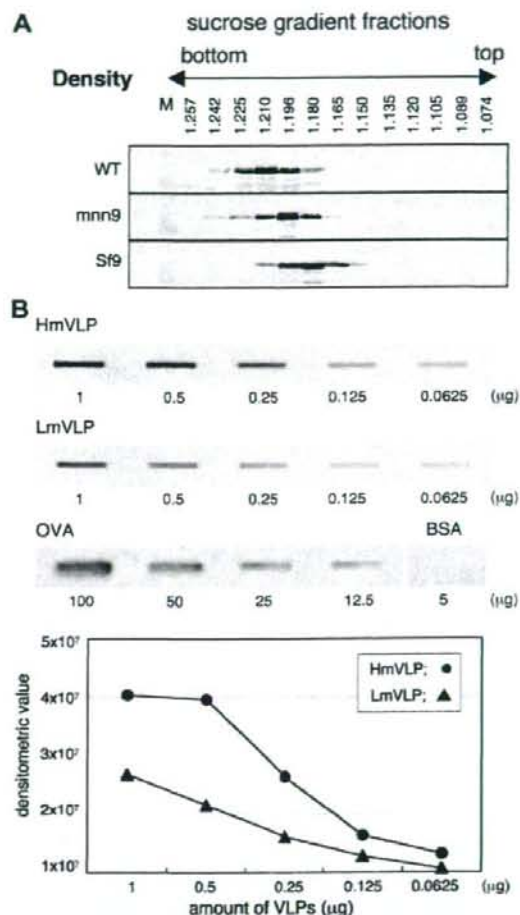 A
sucrose gradient fractions
bottom top
Density
M 1.257 1.242 1.225 1.210 1.196 1.180 1.165 1.150 1.135 1.120 1.105 1.089 1.074
WT
mnn9
Sf9
B
HmVLP
1 0.5 0.25 0.125 0.0625 (μg)
LmVLP
1 0.5 0.25 0.125 0.0625 (μg)
OVA BSA
100 50 25 12.5 5 (μg)
5x10⁷
4x10⁷
3x10⁷
2x10⁷
1x10⁷
densitometric value
HmVLP;
LmVLP;
1 0.5 0.25 0.125 0.0625 (μg)
amount of VLPs (μg)